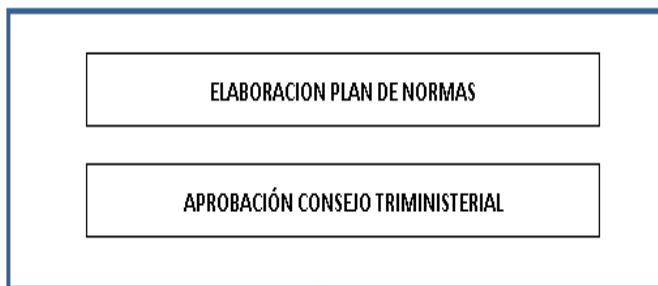 ELABORACION PLAN DE NORMAS
APROBACIÓN CONSEJO TRIMINISTERIAL